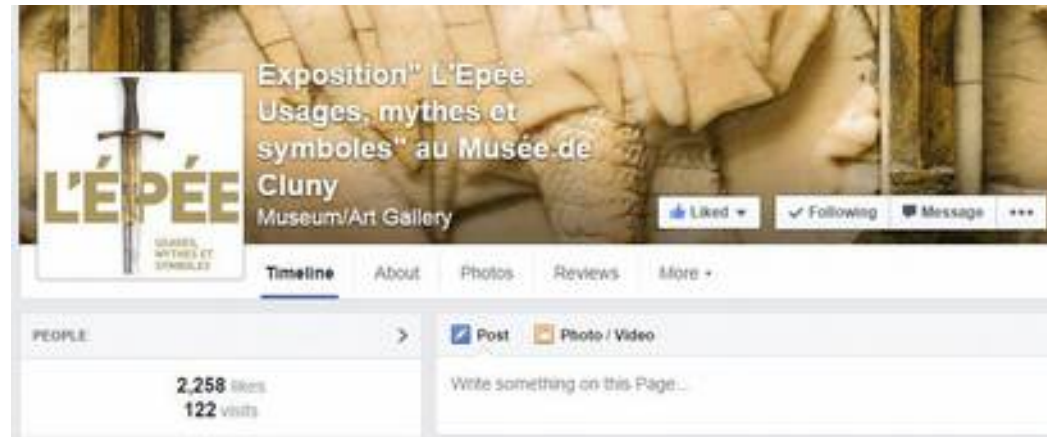 Exposition" L'Epée.
Usages, mythes et
symboles" au Musée de
Cluny
Museum/Art Gallery
L'ÉPÉE
USAGES,
MYTHES ET
SYMBOLES
Liked
Following
Message
Timeline
About
Photos
Reviews
More
PEOPLE
Post
Photo / Video
2,258 likes
122 visits
Write something on this Page...